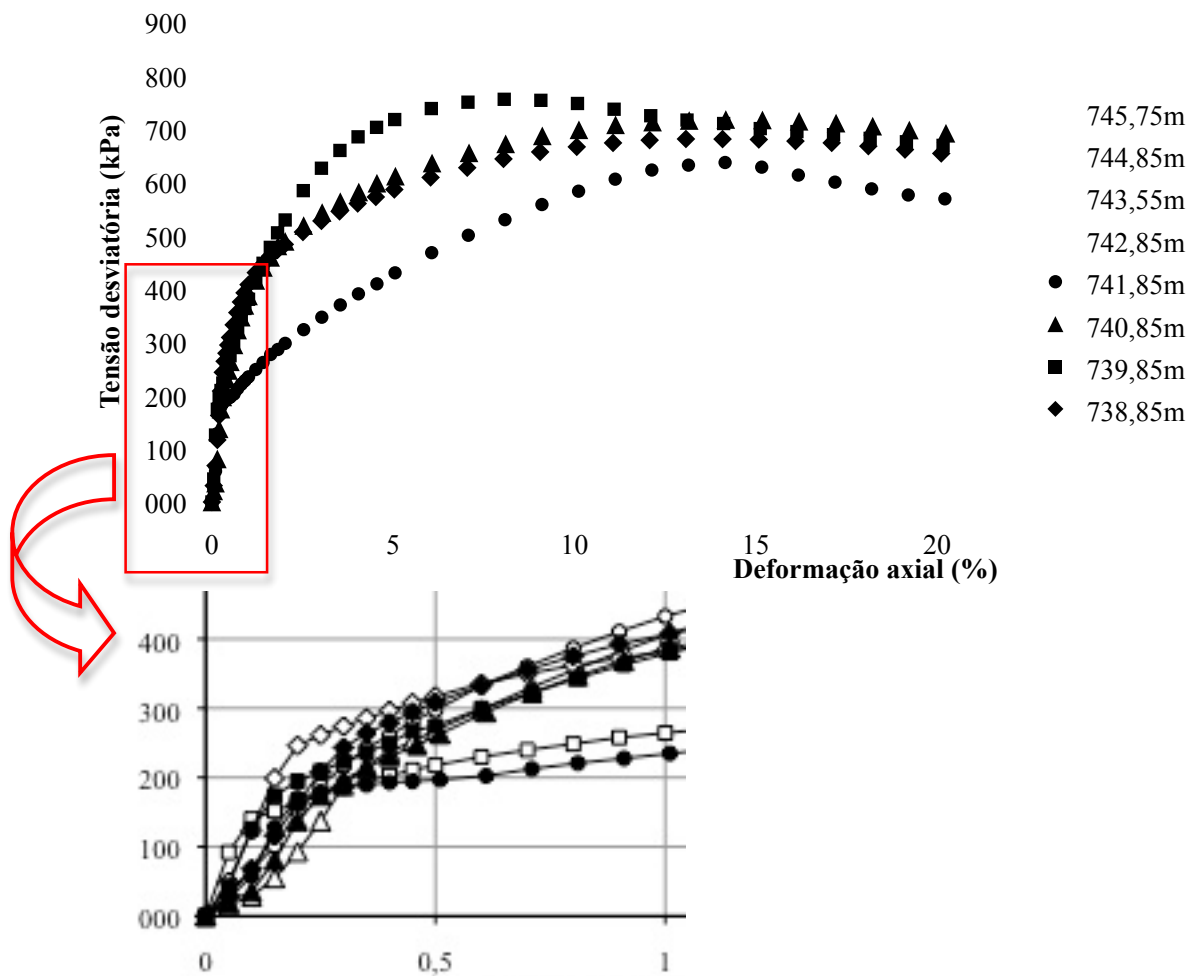 900
800
700
600
500
400
300
200
100
000
Tensão desviatória (kPa)
0 5 10 15 20
Deformação axial (%)
745,75m
744,85m
743,55m
742,85m
741,85m
740,85m
739,85m
738,85m
400
300
200
100
000
0 0,5 1